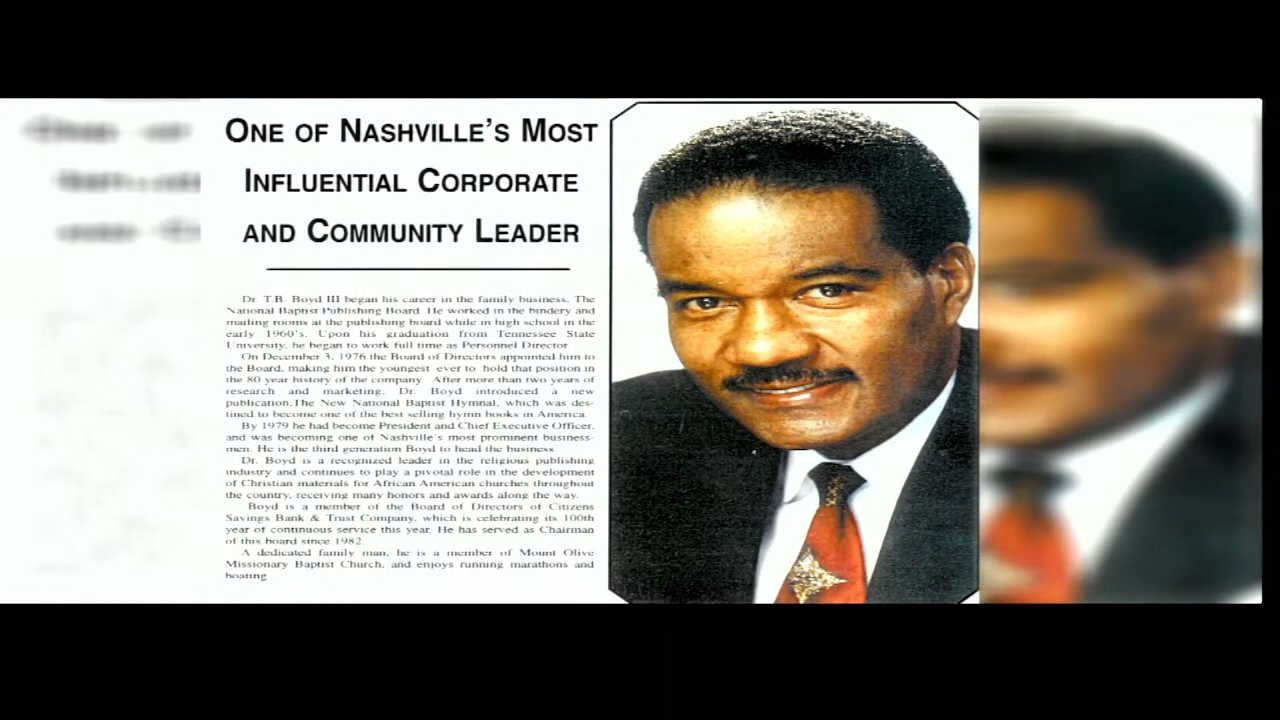 ONE OF NASHVILLE'S MOST
INFLUENTIAL CORPORATE
AND COMMUNITY LEADER
Dr. T.B. Boyd III began his career in the family business, The
National Baptist Publishing Board. He worked in the bindery and
mailing rooms at the publishing board while in high school in the
early 1960's. Upon his graduation from Tennessee State
University, he began to work full time as Personnel Director.
On December 3, 1976 the Board of Directors appointed him to
the Board, making him the youngest ever to hold that position in
the 80 year history of the company. After more than two years of
research and marketing, Dr. Boyd introduced a new
publication,The New National Baptist Hymnal, which was des-
tined to become one of the best selling hymn books in America.
By 1979 he had become President and Chief Executive Officer,
and was becoming one of Nashville's most prominent business-
men. He is the third generation Boyd to head the business.
Dr. Boyd is a recognized leader in the religious publishing
industry and continues to play a pivotal role in the development
of Christian materials for African American churches throughout
the country, receiving many honors and awards along the way.
Boyd is a member of the Board of Directors of Citizens
Savings Bank & Trust Company, which is celebrating its 100th
year of continuous service this year. He has served as Chairman
of this board since 1982.
A dedicated family man, he is a member of Mount Olive
Missionary Baptist Church, and enjoys running marathons and
boating.